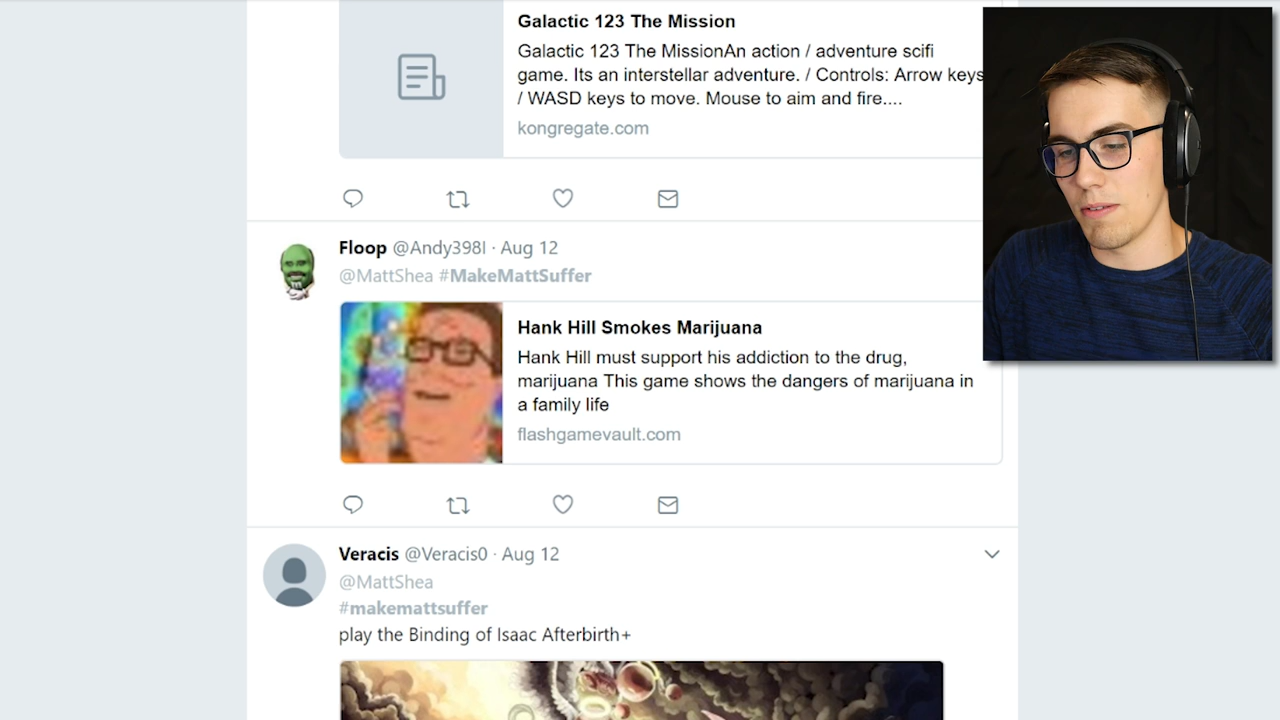 Galactic 123 The Mission
Galactic 123 The MissionAn action / adventure scifi
game. Its an interstellar adventure. / Controls: Arrow keys
/ WASD keys to move. Mouse to aim and fire....
kongregate.com
Floop @Andy398I · Aug 12
@MattShea #MakeMattSuffer
Hank Hill Smokes Marijuana
Hank Hill must support his addiction to the drug,
marijuana This game shows the dangers of marijuana in
a family life
flashgamevault.com
Veracis @Veracis0 · Aug 12
@MattShea
#makemattsuffer
play the Binding of Isaac Afterbirth+